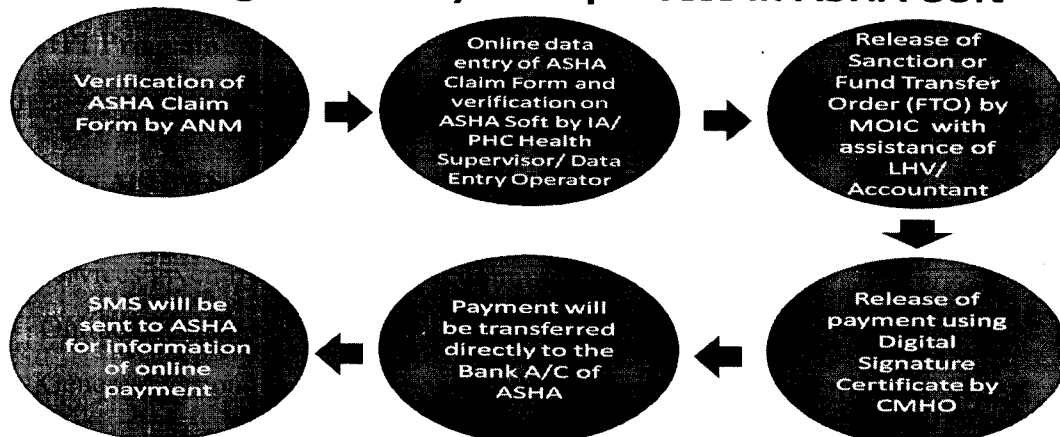 in ASHA Soft
Verification of
ASHA Claim
Form by ANM
Online data
entry of ASHA
Claim Form and
verification on
ASHA Soft by IA/
PHC Health
Supervisor/ Data
Entry Operator
Release of
Sanction or
Fund Transfer
Order (FTO) by
MOIC with
assistance of
LHV/
Accountant
Release of
payment using
Digital
Signature
Certificate by
CMHO
Payment will
be transferred
directly to the
Bank A/C of
ASHA
SMS will be
sent to ASHA
for information
of online
payment